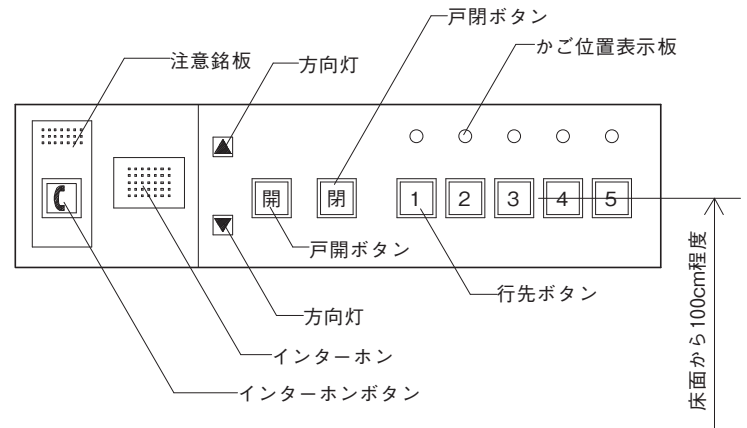 戸閉ボタン
かご位置表示板
注意銘板
方向灯
開
閉
1
2
3
4
5
戸開ボタン
行先ボタン
方向灯
インターホン
インターホンボタン
床面から100cm程度